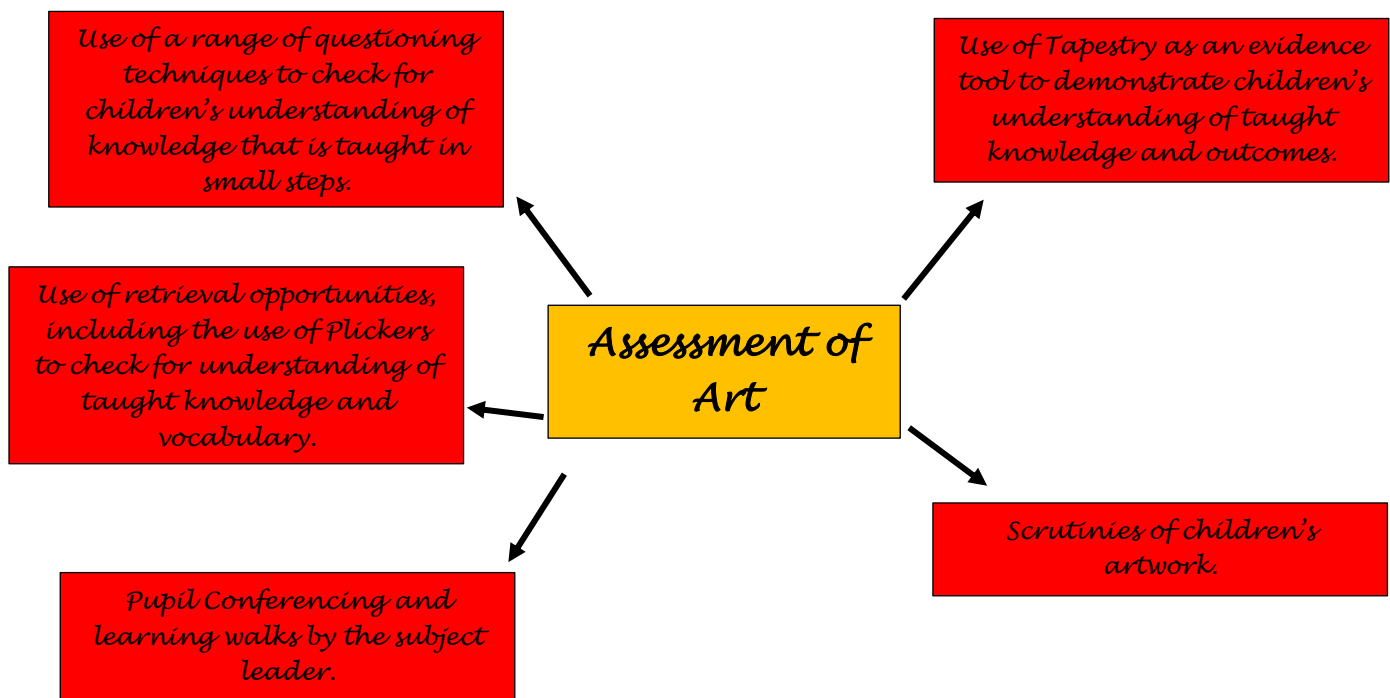 Use of a range of questioning
techniques to check for
children's understanding of
knowledge that is taught in
small steps.
Use of Tapestry as an evidence
tool to demonstrate children's
understanding of taught
knowledge and outcomes.
Use of retrieval opportunities,
including the use of Plickers
to check for understanding of
taught knowledge and
vocabulary.
Assessment of
Art
Scrutinies of children's
artwork.
Pupil Conferencing and
learning walks by the subject
leader.